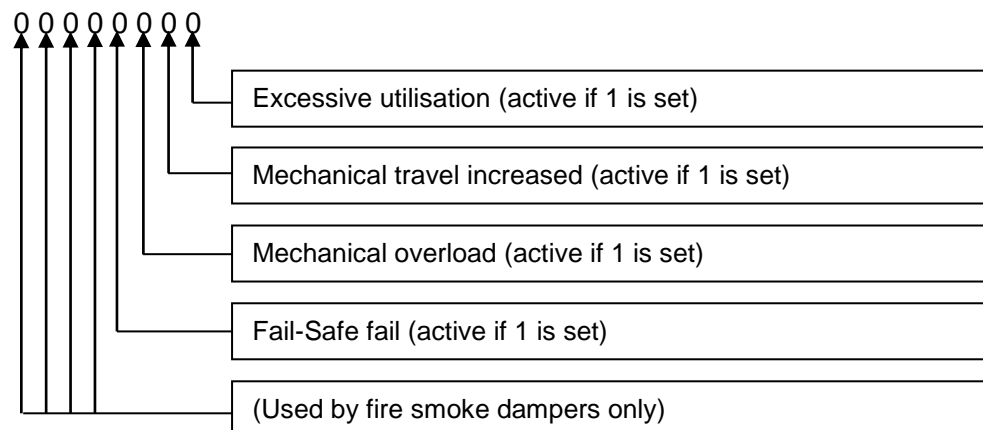 0 0 0 0 0 0 0 0
Excessive utilisation (active if 1 is set)
Mechanical travel increased (active if 1 is set)
Mechanical overload (active if 1 is set)
Fail-Safe fail (active if 1 is set)
(Used by fire smoke dampers only)